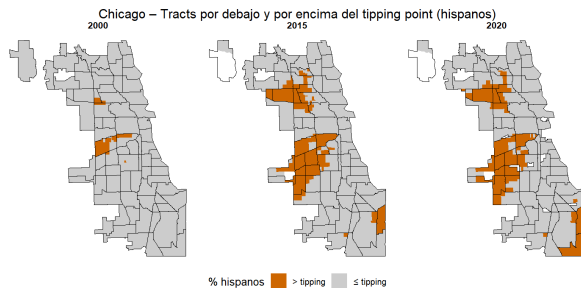 Chicago – Tracts por debajo y por encima del tipping point (hispanos)
2000 2015 2020
% hispanos > tipping ≤ tipping